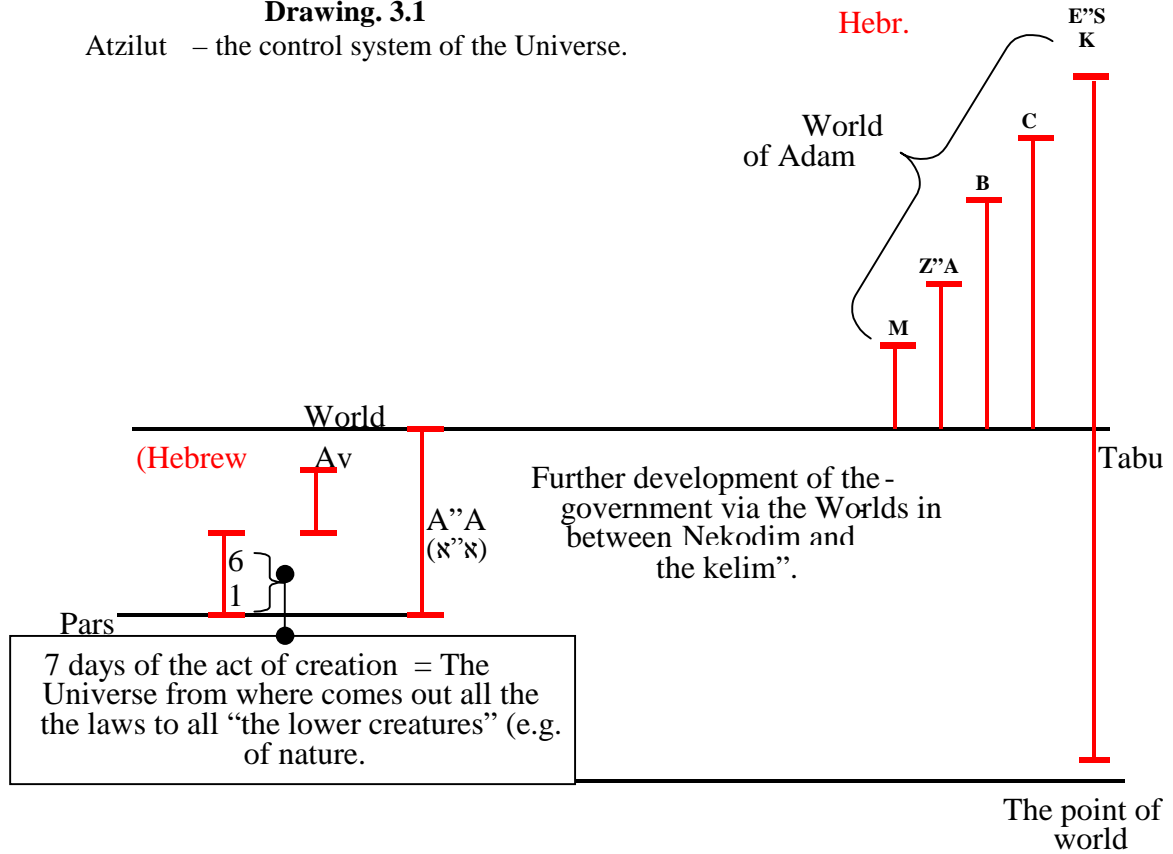 Drawing. 3.1
Atzilut – the control system of the Universe.
Hebr.
E”S
K
C
B
Z”A
M
World
of Adam
World
(Hebrew
Av
Tabu
A”A
(א”א)
Further development of the-
government via the Worlds in
between Nekodim and
the kelim”.
6
1
Pars
7 days of the act of creation = The
Universe from where comes out all the
the laws to all “the lower creatures” (e.g.
of nature.
The point of
world